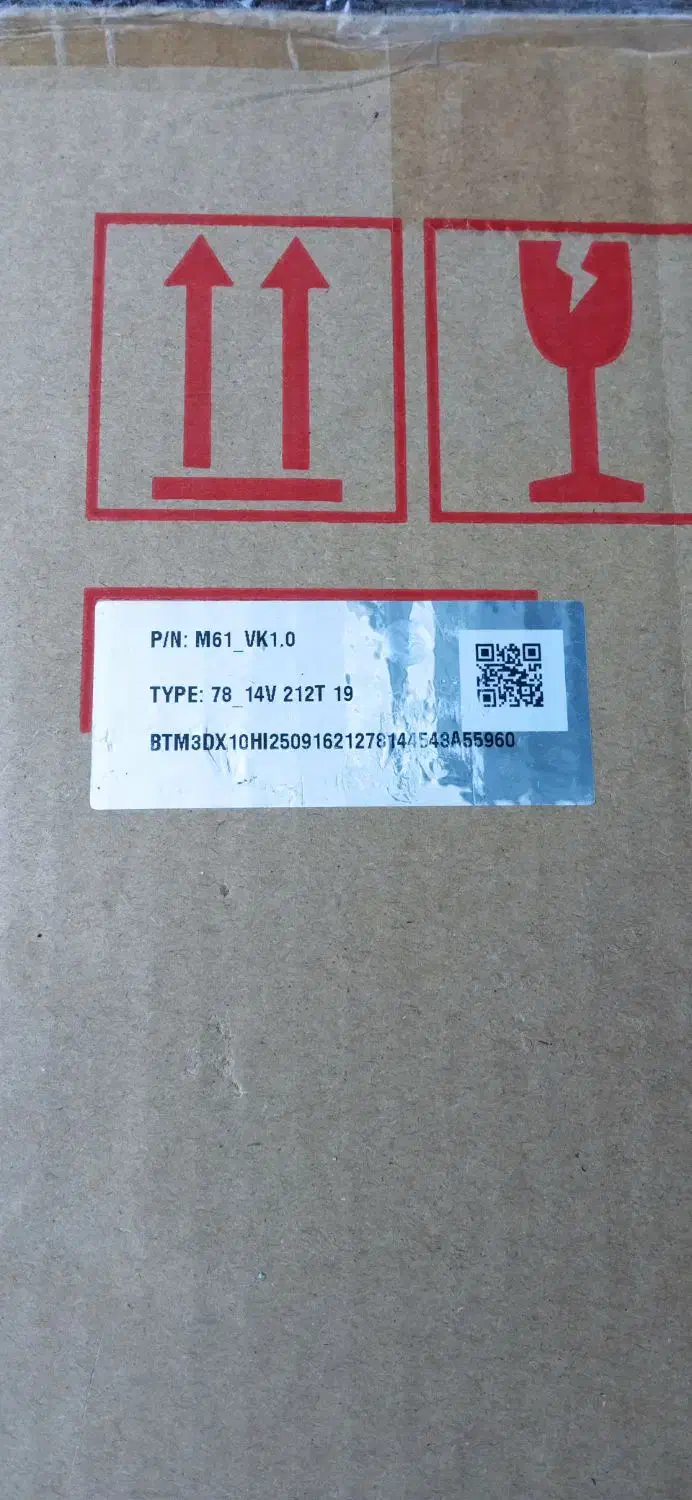 P/N: M61_VK1.0
TYPE: 78_14V 212T 19
BTM3DX10HI25091621278144543A55960